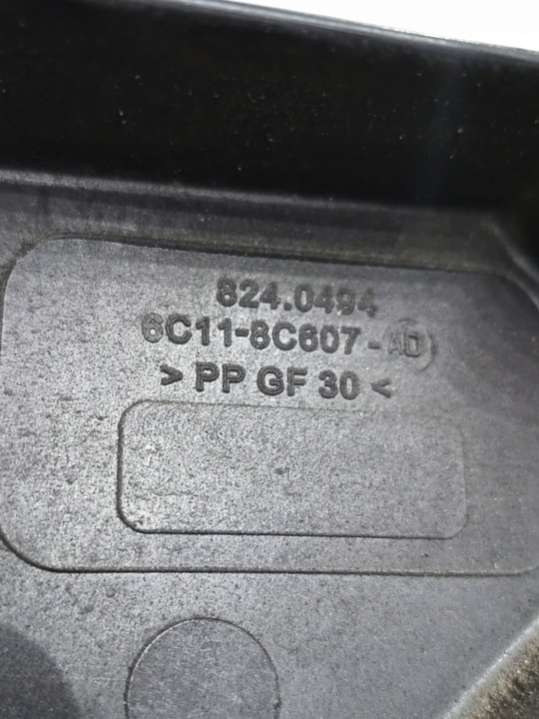 824.0494
6C11-8C607-AD
> PP GF 30 <